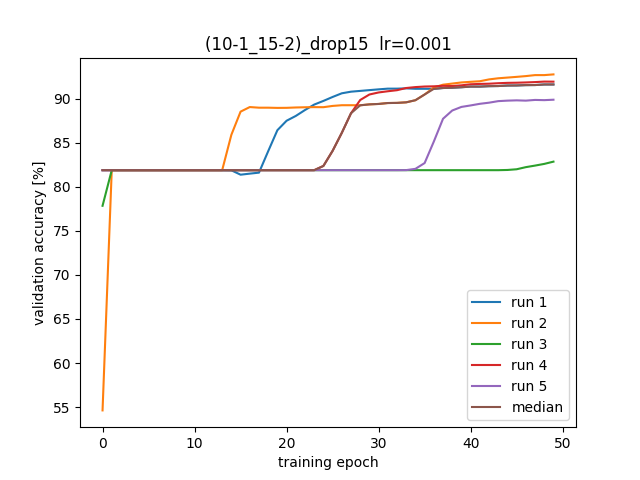 (10-1_15-2)_drop15  lr=0.001
validation accuracy [%]
90
85
80
75
70
65
60
55
0 10 20 30 40 50
training epoch
run 1
run 2
run 3
run 4
run 5
median